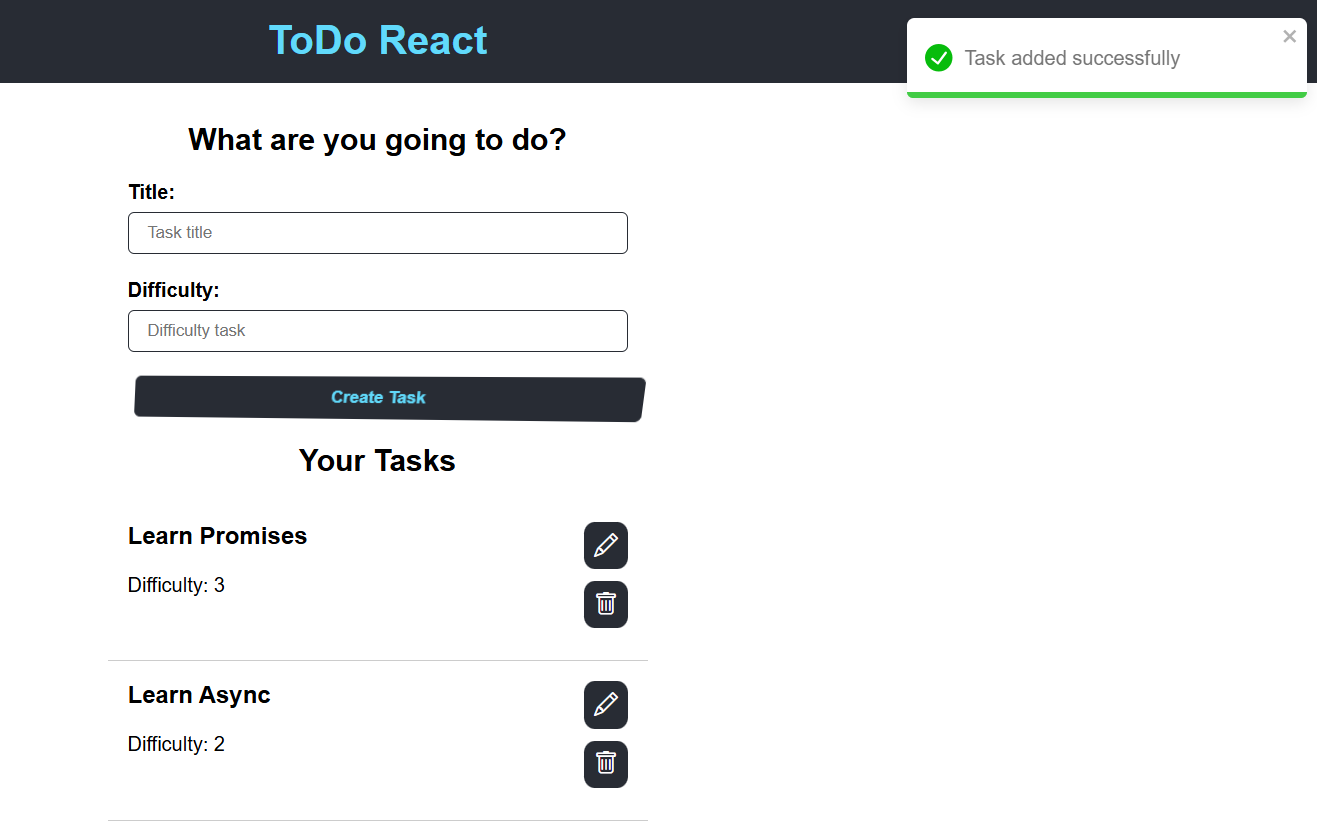 ToDo React
Task added successfully
What are you going to do?
Title:
Task title
Difficulty:
Difficulty task
Create Task
Your Tasks
Learn Promises
Difficulty: 3
Learn Async
Difficulty: 2